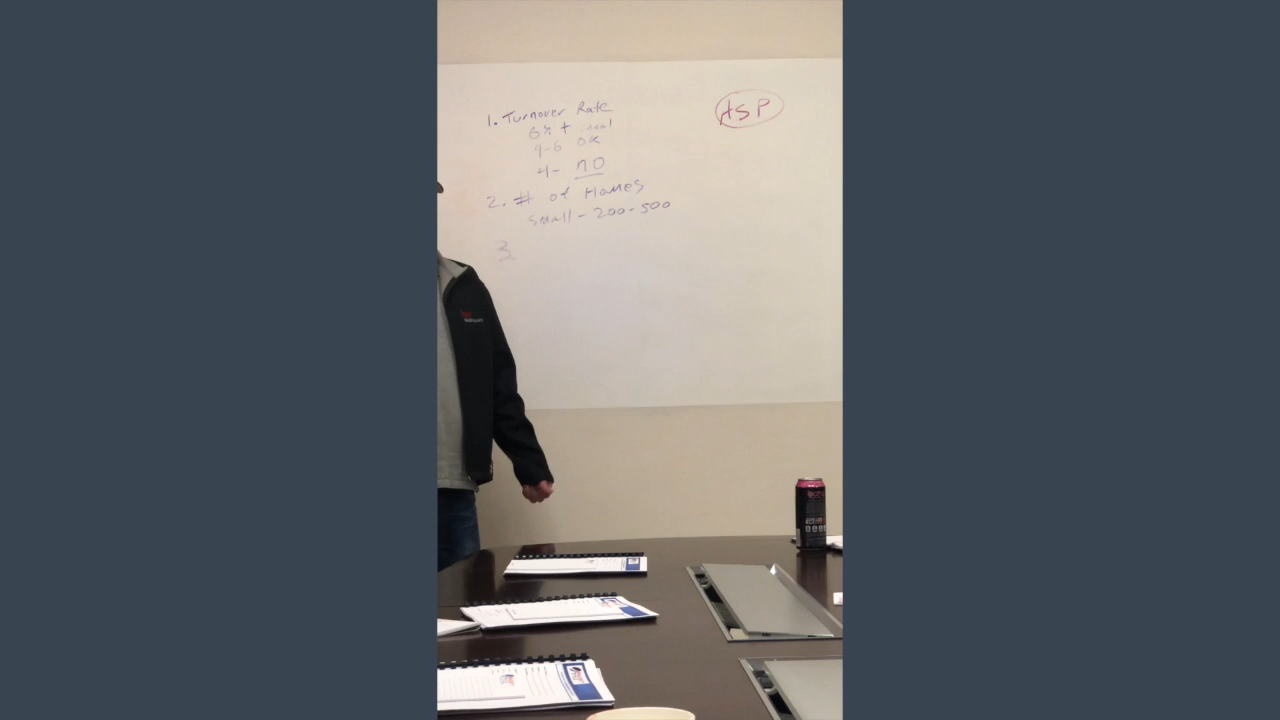 1. Turnover Rate
6% + ideal
4-6 OK
4- NO
2. # of Homes
Small - 200-500
3.
ASP